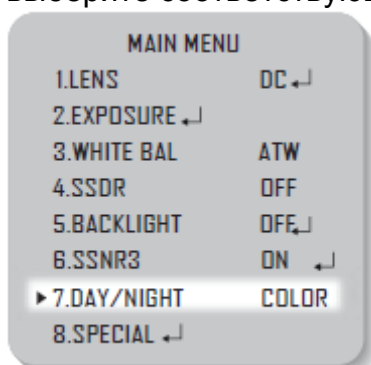 MAIN MENU
1.LENS DC↵
2.EXPOSURE ↵
3.WHITE BAL ATW
4.SSDR OFF
5.BACKLIGHT OFF↵
6.SSNR3 ON ↵
▶7.DAY/NIGHT COLOR
8.SPECIAL ↵